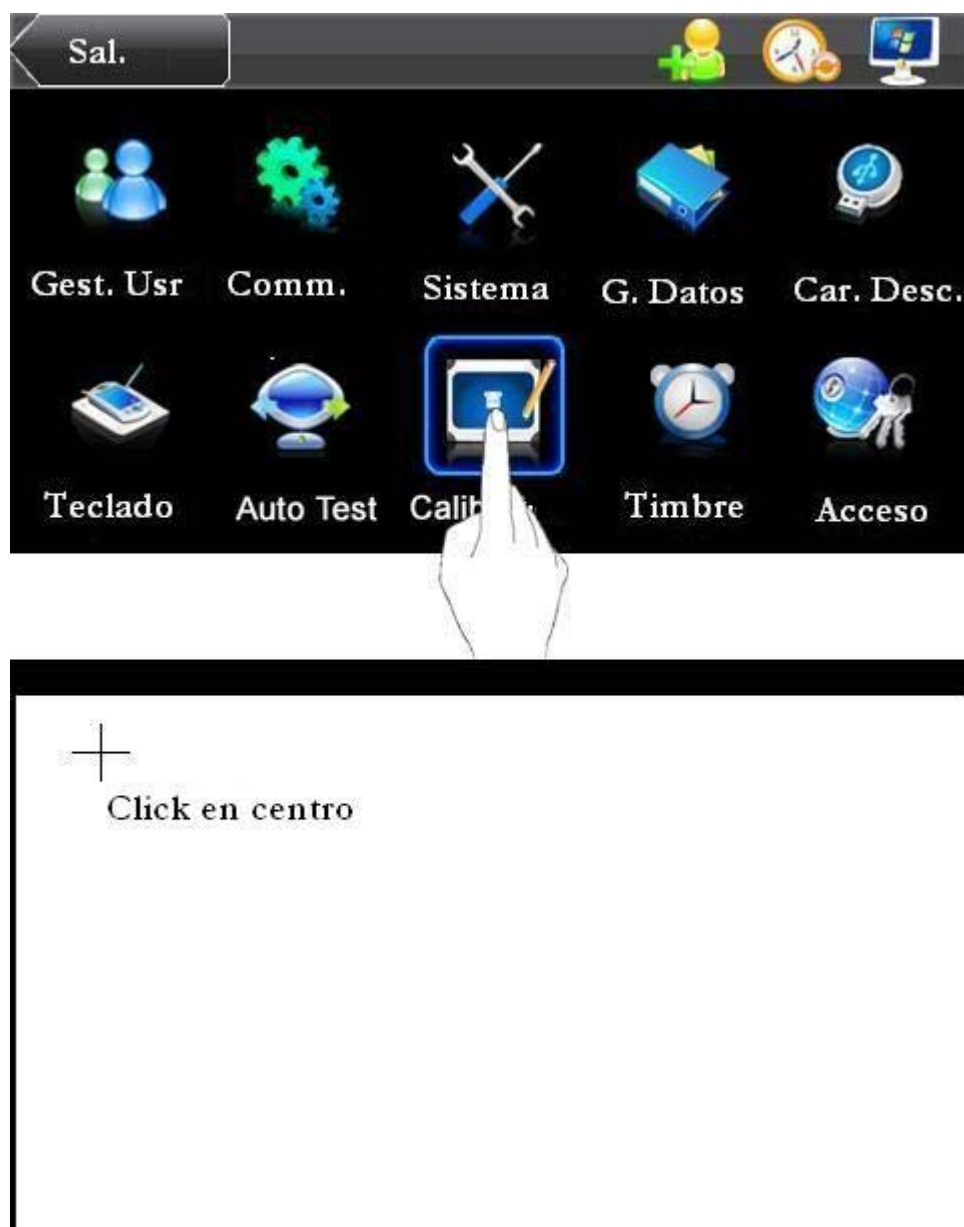 Sal.
Gest. Usr Comm. Sistema G. Datos Car. Desc.
Teclado Auto Test Timbre Acceso
Click en centro